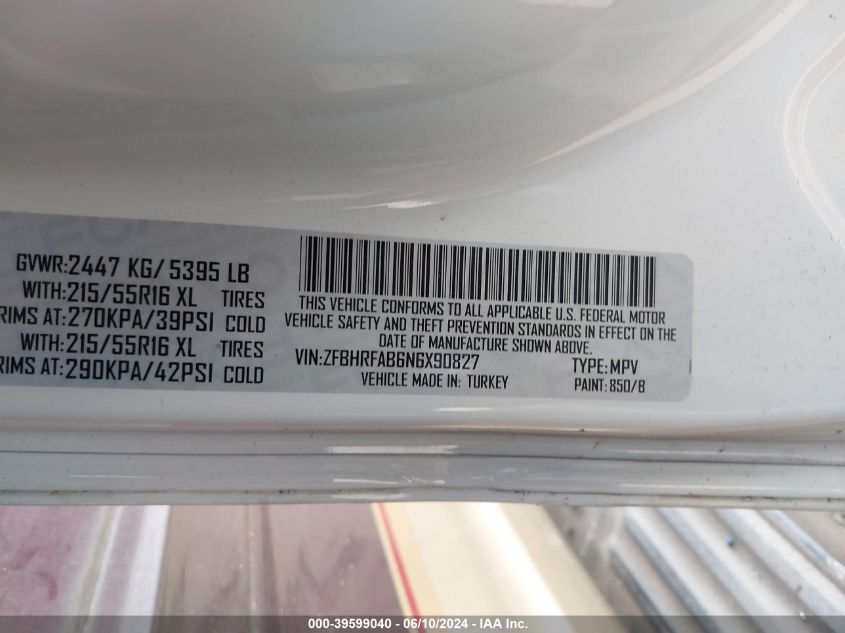 GVWR:2447 KG/5395 LB
WITH:215/55R16 XL TIRES
RIMS AT:270KPA/39PSI COLD
WITH:215/55R16 XL TIRES
RIMS AT:290KPA/42PSI COLD
THIS VEHICLE CONFORMS TO ALL APPLICABLE U.S. FEDERAL MOTOR
VEHICLE SAFETY AND THEFT PREVENTION STANDARDS IN EFFECT ON THE
DATE OF MANUFACTURE SHOWN ABOVE.
VIN:ZFBHRFAB6N6X90827 TYPE:MPV
VEHICLE MADE IN: TURKEY PAINT: 850/B
000-39599040 - 06/10/2024 - IAA Inc.